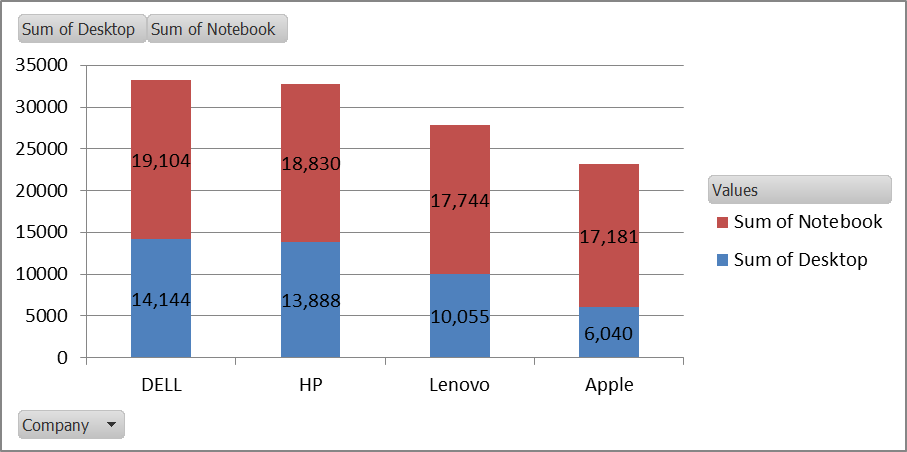 Sum of Desktop Sum of Notebook
35000
30000
25000
20000
15000
10000
5000
0
19,104 18,830 17,744 17,181
14,144 13,888 10,055 6,040
DELL HP Lenovo Apple
Values
Sum of Notebook
Sum of Desktop
Company